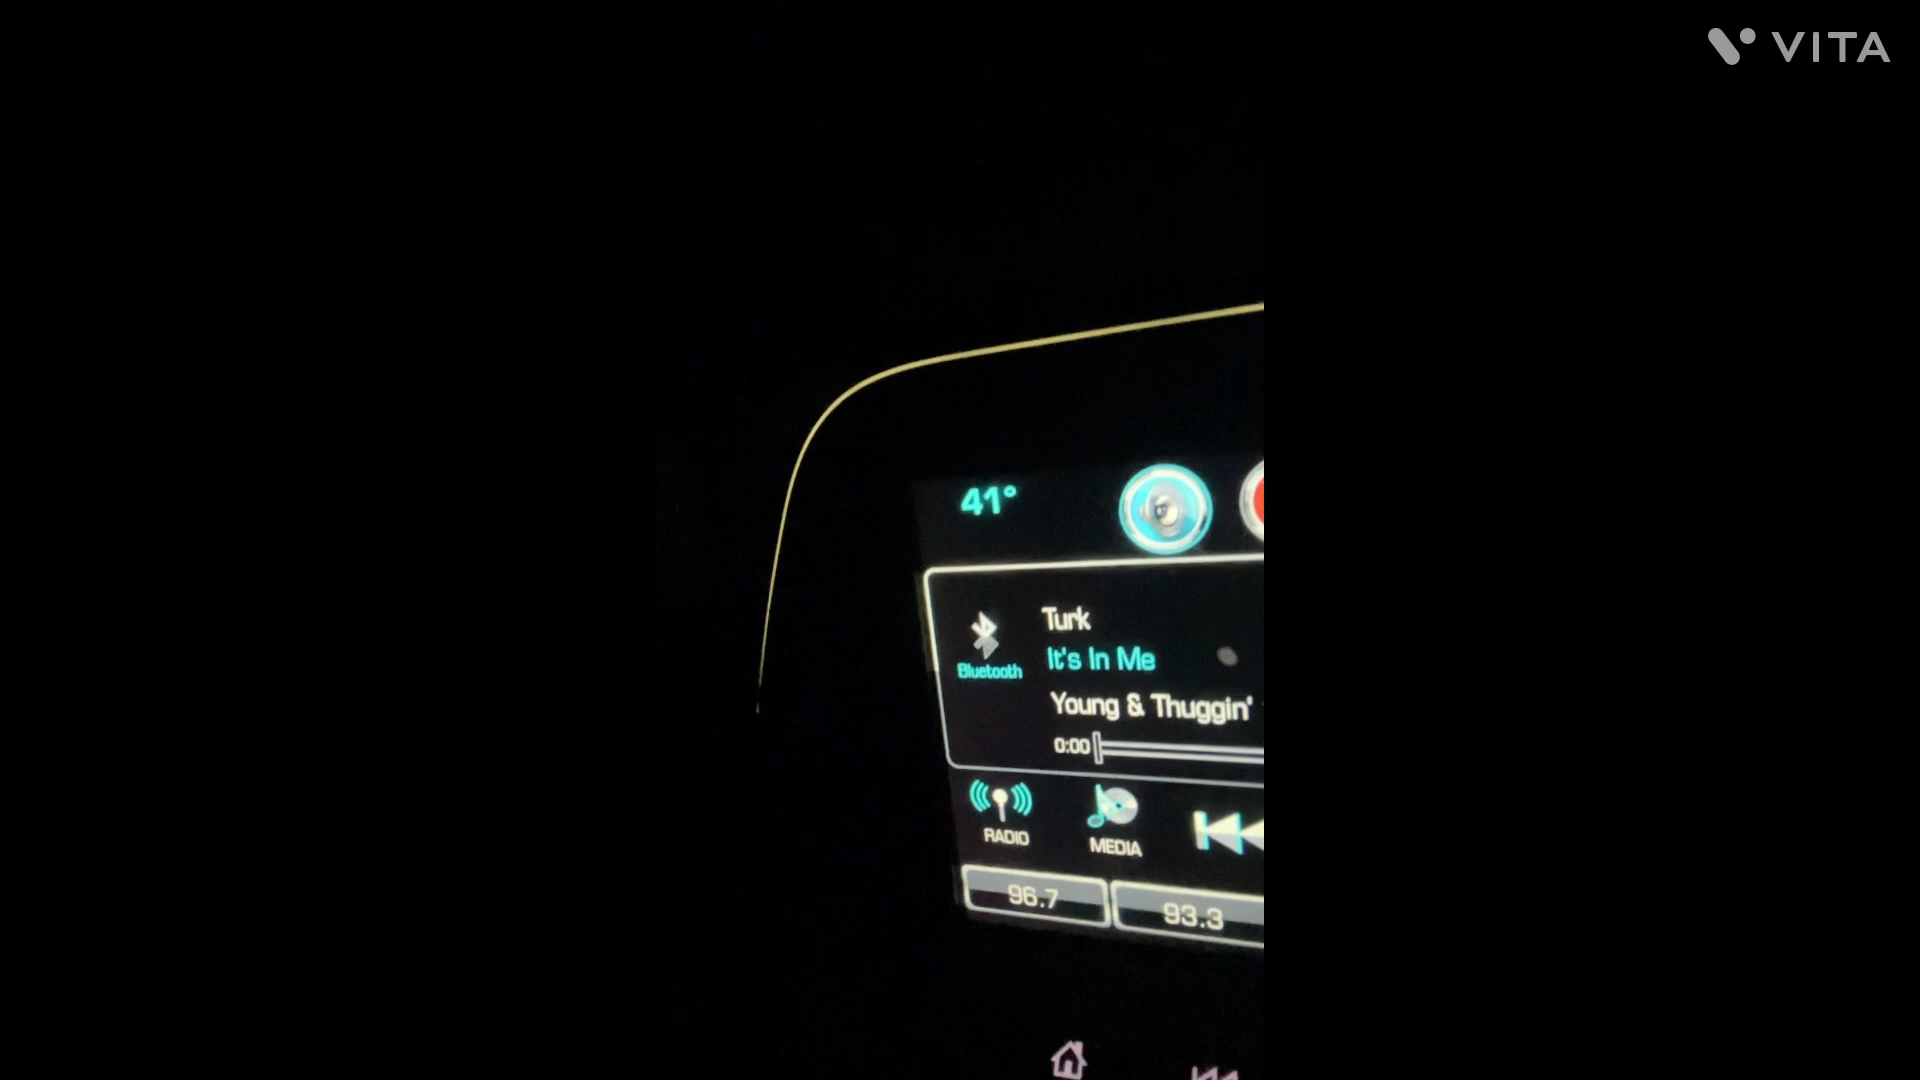 VITA
41°
Turk
It's In Me
Bluetooth
Young & Thuggin'
0:00
RADIO
MEDIA
96.7
93.3